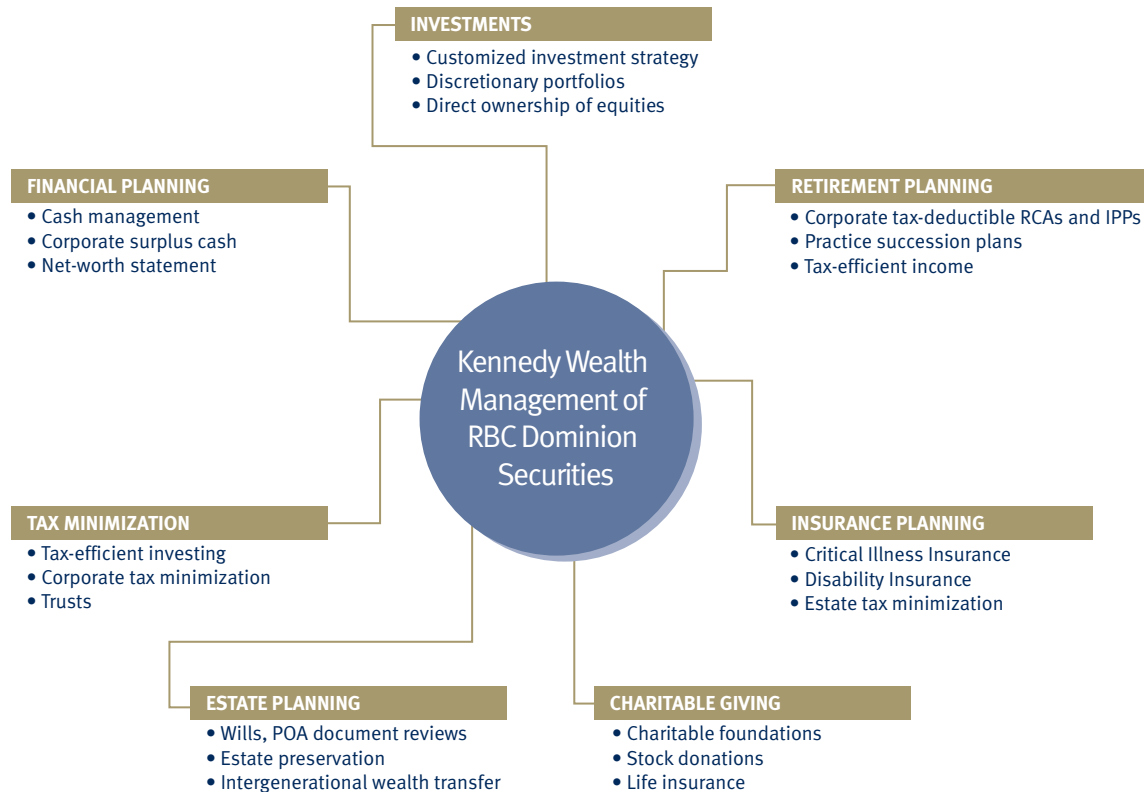 INVESTMENTS
• Customized investment strategy
• Discretionary portfolios
• Direct ownership of equities
FINANCIAL PLANNING
• Cash management
• Corporate surplus cash
• Net-worth statement
RETIREMENT PLANNING
• Corporate tax-deductible RCAs and IPPs
• Practice succession plans
• Tax-efficient income
Kennedy Wealth
Management of
RBC Dominion
Securities
TAX MINIMIZATION
• Tax-efficient investing
• Corporate tax minimization
• Trusts
INSURANCE PLANNING
• Critical Illness Insurance
• Disability Insurance
• Estate tax minimization
ESTATE PLANNING
• Wills, POA document reviews
• Estate preservation
• Intergenerational wealth transfer
CHARITABLE GIVING
• Charitable foundations
• Stock donations
• Life insurance